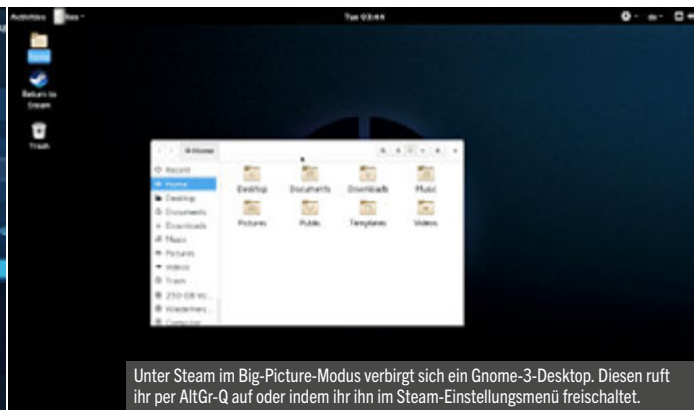 Activities Files
Tue 03:44
de
Home
Return to
Steam
Trash
Home
Recent
Home
Desktop
Documents
Downloads
Music
Pictures
Videos
Trash
Computer
Desktop Documents Downloads Music
Pictures Public Templates Videos
Unter Steam im Big-Picture-Modus verbirgt sich ein Gnome-3-Desktop. Diesen ruft
ihr per AltGr-Q auf oder indem ihr ihn im Steam-Einstellungsmenü freischaltet.